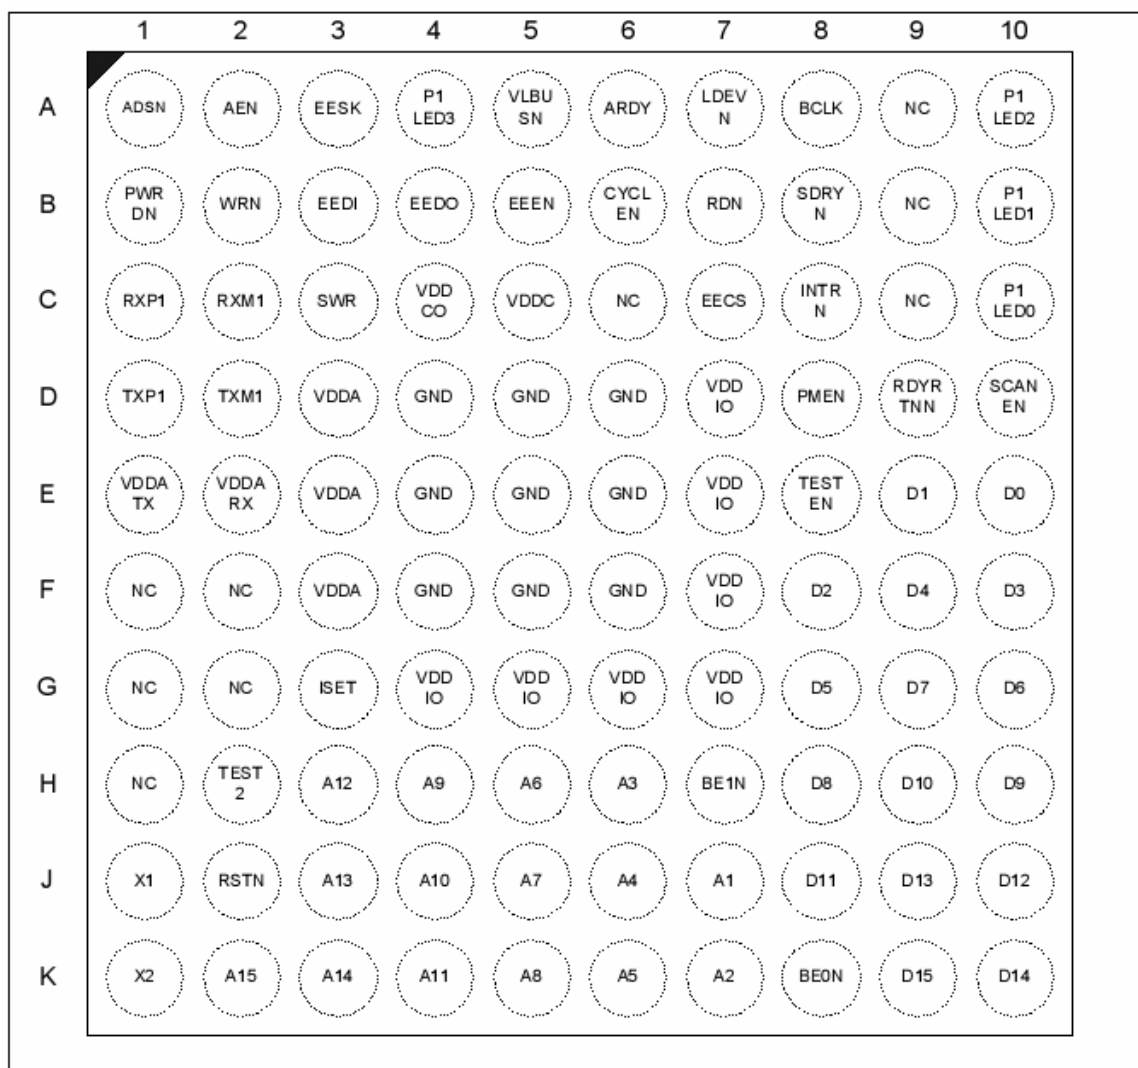 1 2 3 4 5 6 7 8 9 10
A ADSN AEN EESK P1 LED3 VLBU SN ARDY LDEV N BCLK NC P1 LED2
B PWR DN WRN EEDI EEDO EEEN CYCL EN RDN SDRY N NC P1 LED1
C RXP1 RXM1 SWR VDD CO VDDC NC EECS INTR N NC P1 LED0
D TXP1 TXM1 VDDA GND GND GND VDD IO PMEN RDYR TNN SCAN EN
E VDDA TX VDDA RX VDDA GND GND GND VDD IO TEST EN D1 D0
F NC NC VDDA GND GND GND VDD IO D2 D4 D3
G NC NC ISET VDD IO VDD IO VDD IO VDD IO D5 D7 D6
H NC TEST 2 A12 A9 A6 A3 BE1N D8 D10 D9
J X1 RSTN A13 A10 A7 A4 A1 D11 D13 D12
K X2 A15 A14 A11 A8 A5 A2 BE0N D15 D14